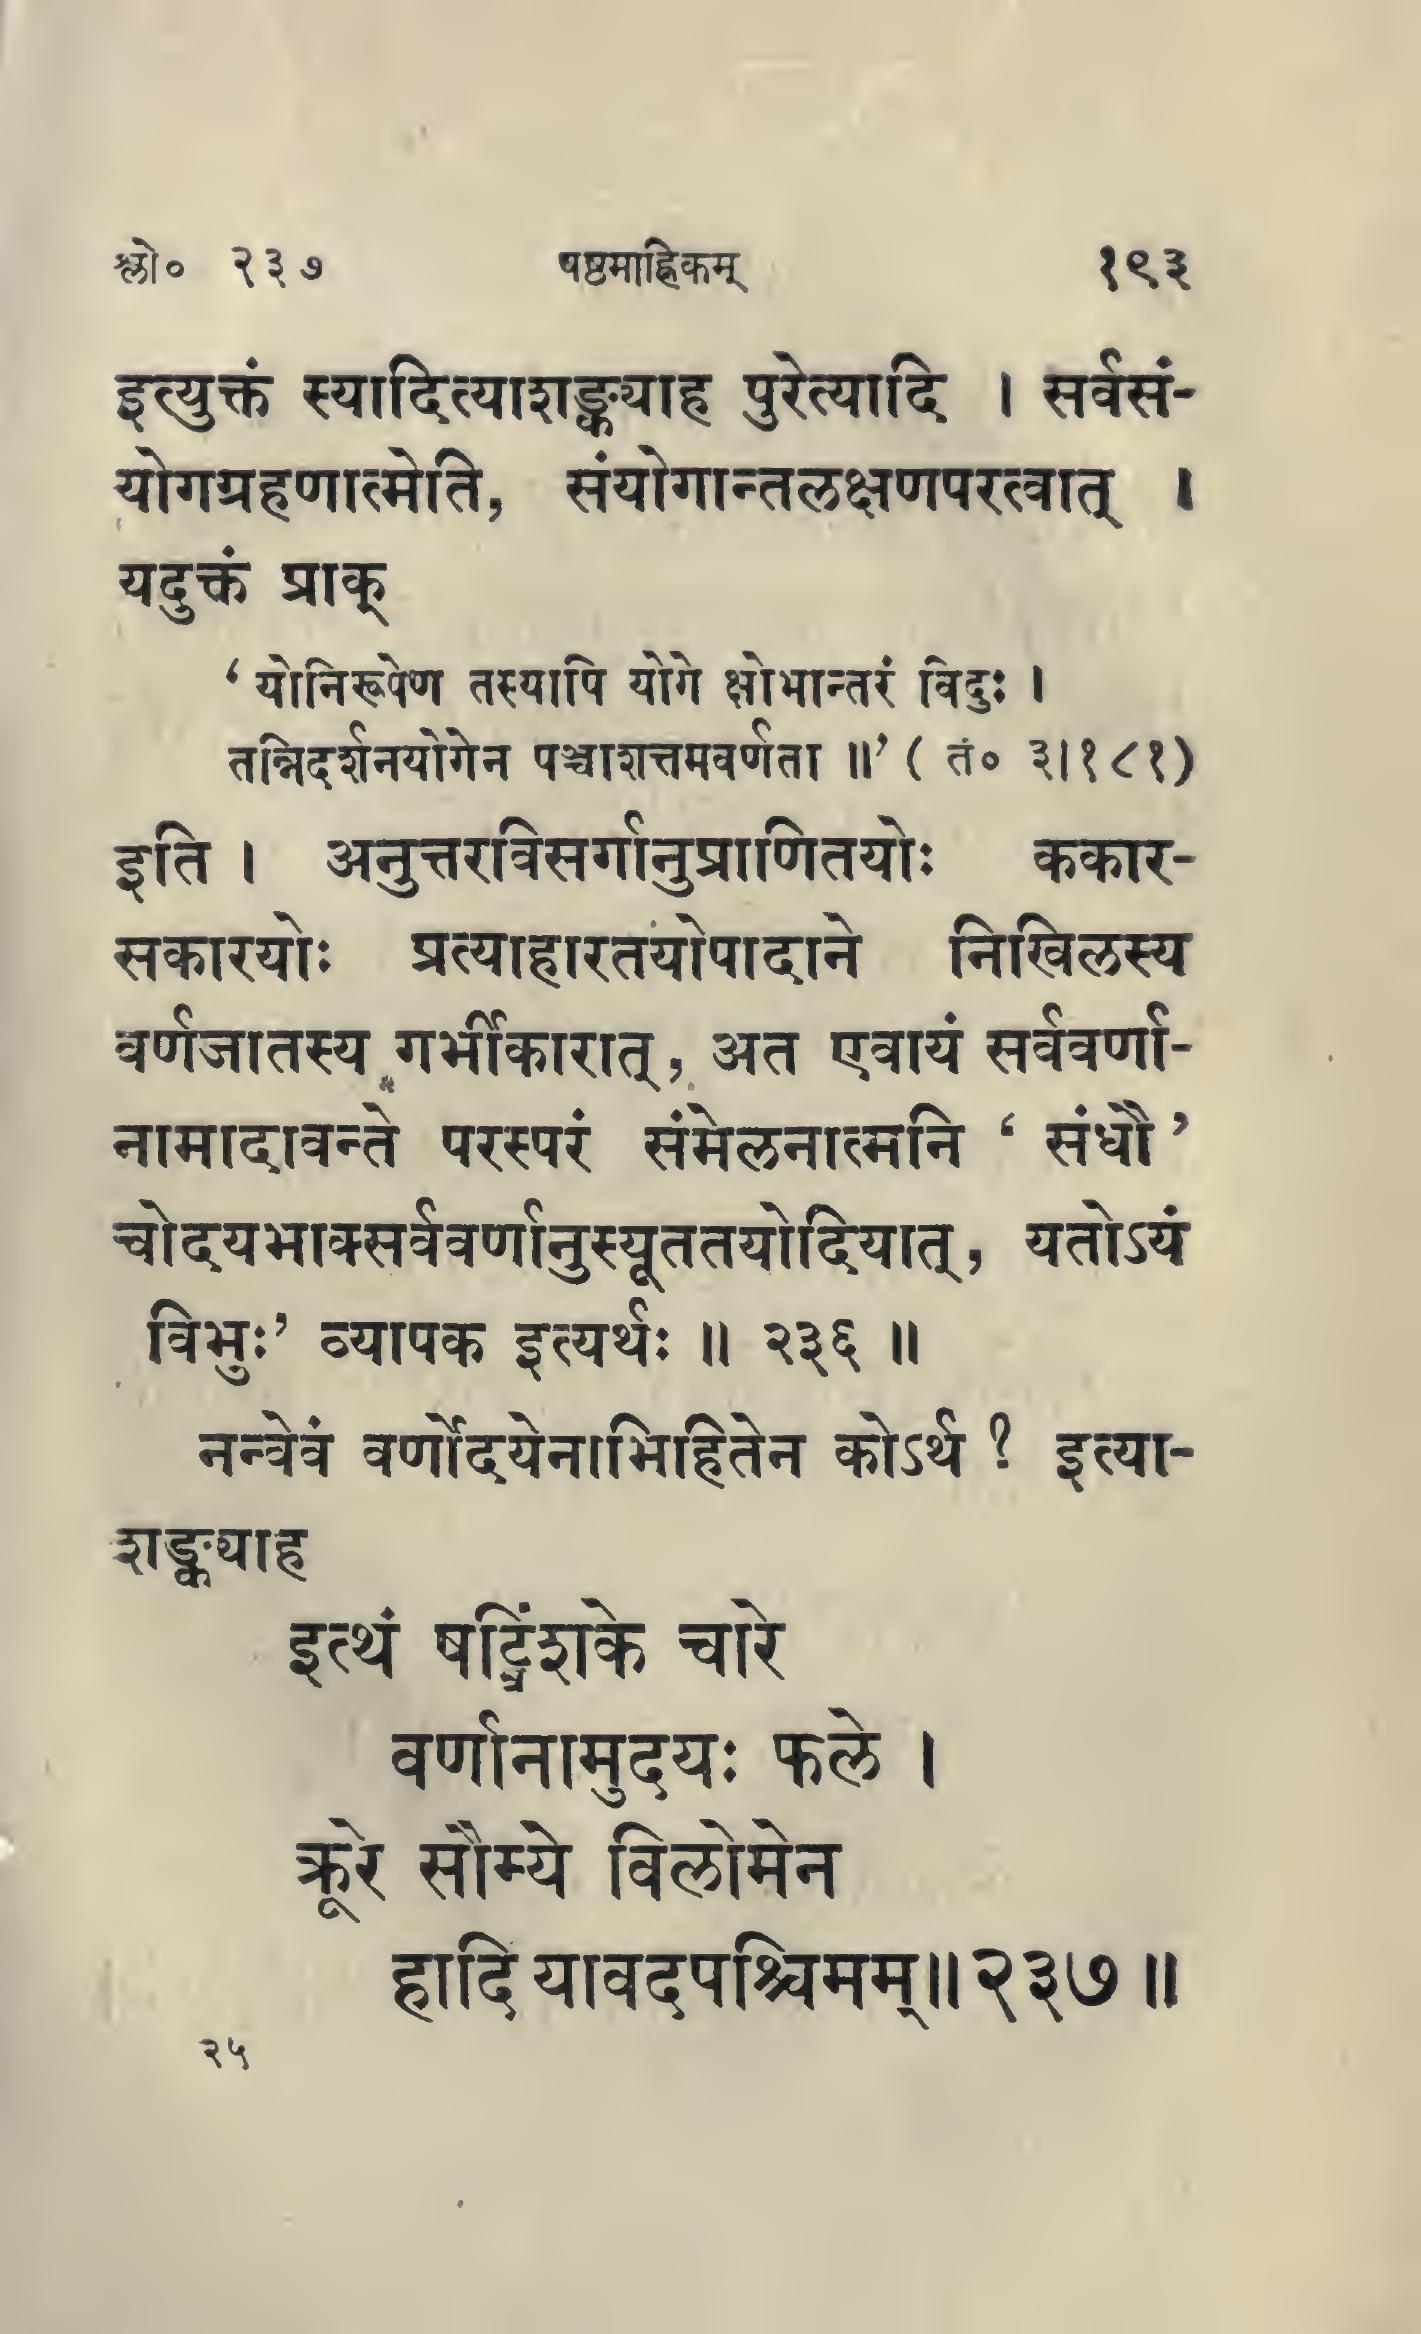 श्लो० २३७ षष्ठमाह्निकम् १९३
इत्युक्तं स्यादित्याशङ्क्याह पुरेत्यादि । सर्वसं-
योगग्रहणात्मेति, संयोगान्तलक्षणपरत्वात् ।
यदुक्तं प्राक्
‘ योनिरूपेण तस्यापि योगे क्षोभान्तरं विदुः ।
तन्निदर्शनयोगेन पञ्चाशत्तमवर्णता ॥’ ( तं० ३।१८१)
इति । अनुत्तरविसर्गानुप्राणितयोः ककार-
सकारयोः प्रत्याहारतयोपादाने निखिलस्य
वर्णजातस्य गर्भीकारात्, अत एवायं सर्ववर्णा-
नामादावन्ते परस्परं संमेलनात्मनि ‘ संधौ ’
चोदयभाक्सर्ववर्णानुस्यूततयोदियात्, यतोऽयं
विभुः’ व्यापक इत्यर्थः ॥ २३६ ॥
नन्वेवं वर्णोदयेनाभिहितेन कोऽर्थ ? इत्या-
शङ्क्याह
इत्थं षट्त्रिंशके चारे
वर्णानामुदयः फले ।
क्रूरे सौम्ये विलोमेन
हादि यावदपश्चिमम्॥२३७॥
२५